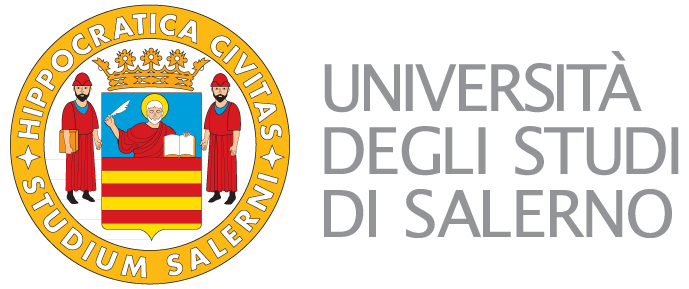 HIPPOCRATICA CIVITAS
STUDIUM SALERNI
UNIVERSITÀ
DEGLI STUDI
DI SALERNO